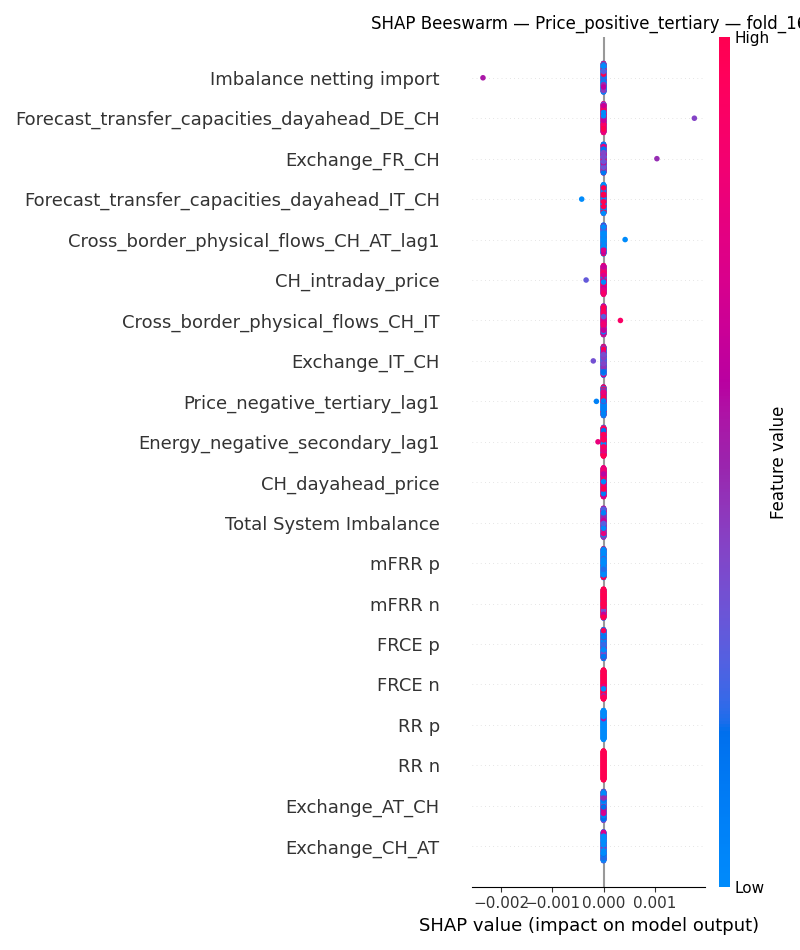 SHAP Beeswarm — Price_positive_tertiary — fold_16
High
Imbalance netting import
Forecast_transfer_capacities_dayahead_DE_CH
Exchange_FR_CH
Forecast_transfer_capacities_dayahead_IT_CH
Cross_border_physical_flows_CH_AT_lag1
CH_intraday_price
Cross_border_physical_flows_CH_IT
Exchange_IT_CH
Price_negative_tertiary_lag1
Energy_negative_secondary_lag1
CH_dayahead_price
Total System Imbalance
mFRR p
mFRR n
FRCE p
FRCE n
RR p
RR n
Exchange_AT_CH
Exchange_CH_AT
Feature value
Low
−0.002 −0.001 0.000 0.001
SHAP value (impact on model output)